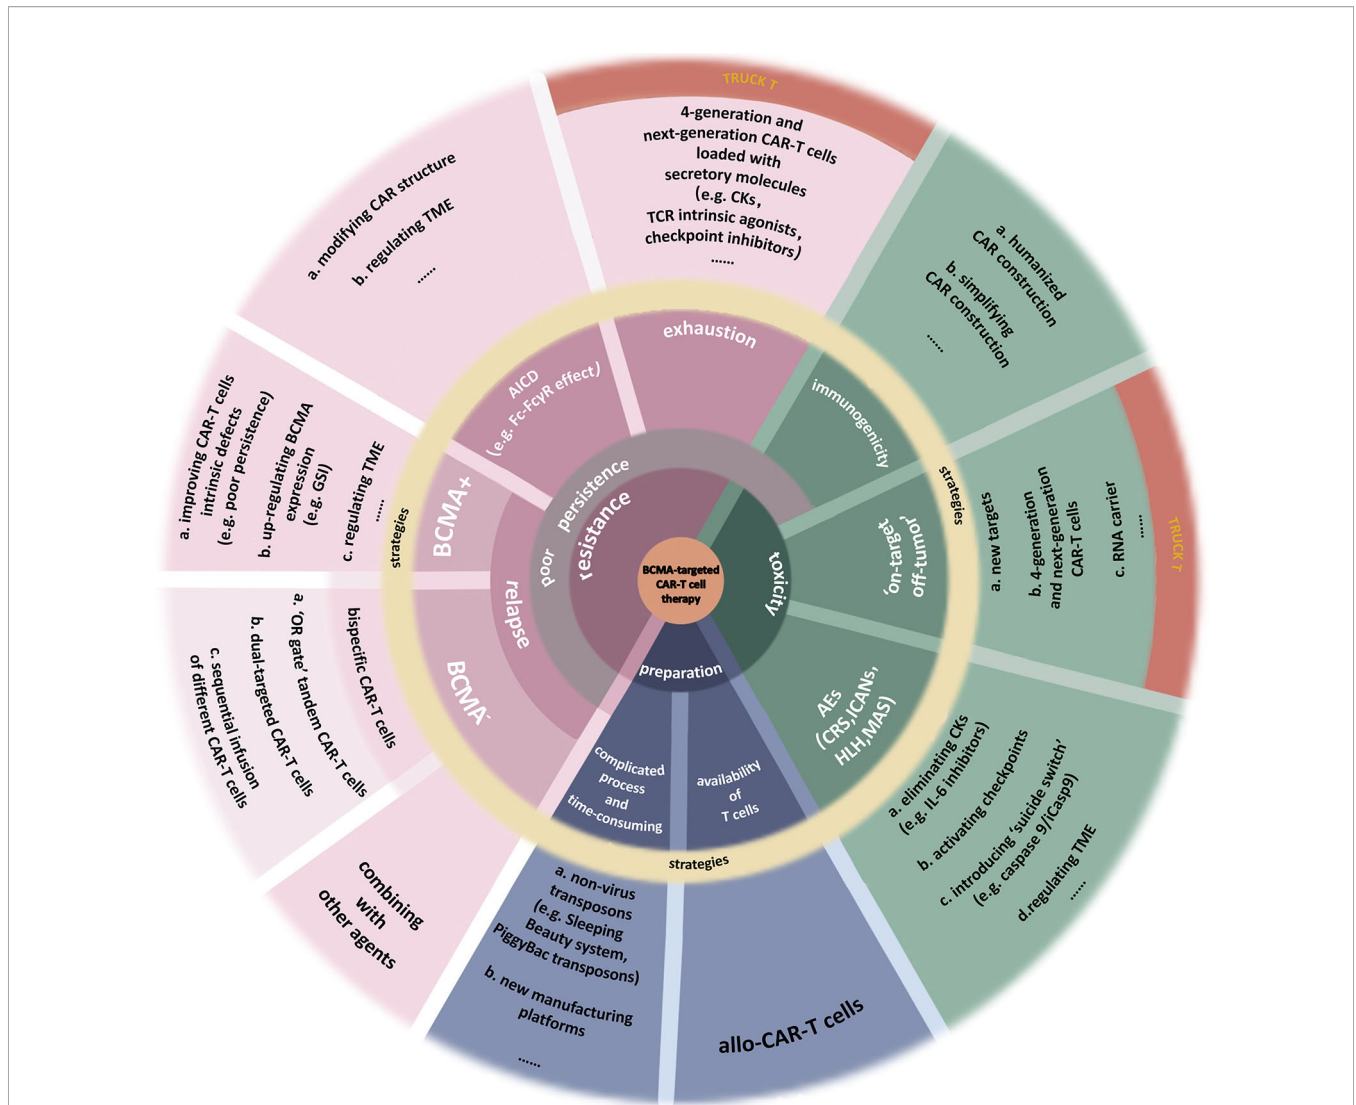 BCMA-targeted
CAR-T cell
therapy
resistance
poor persistence
exhaustion
AICD
(e.g. Fc-FcγR effect)
relapse
BCMA+
BCMA-
toxicity
immunogenicity
'on-target
off-tumor'
AEs
(CRS,ICANs,
HLH,MAS)
preparation
complicated
process
and
time-consuming
availability
of
T cells
strategies
strategies
strategies
TRUCK T
4-generation and
next-generation CAR-T cells
loaded with
secretory molecules
(e.g. CKs,
TCR intrinsic agonists,
checkpoint inhibitors)
......
a. humanized
CAR construction
b. simplifying
CAR construction
......
a. new targets
b. 4-generation
and next-generation
CAR-T cells
c. RNA carrier
......
TRUCK T
a. eliminating CKs
(e.g. IL-6 inhibitors)
b. activating checkpoints
c. introducing 'suicide switch'
(e.g. caspase 9/iCasp9)
d.regulating TME
......
allo-CAR-T cells
a. non-virus
transposons
(e.g. Sleeping
Beauty system,
PiggyBac transposons)
b. new manufacturing
platforms
......
combining
with
other agents
bispecific CAR-T cells
a. 'OR gate' tandem CAR-T cells
b. dual-targeted CAR-T cells
c. sequential infusion
of different CAR-T cells
a. improving CAR-T cells
intrinsic defects
(e.g. poor persistence)
b. up-regulating BCMA
expression
(e.g. GSI)
c. regulating TME
......
a. modifying CAR structure
b. regulating TME
......